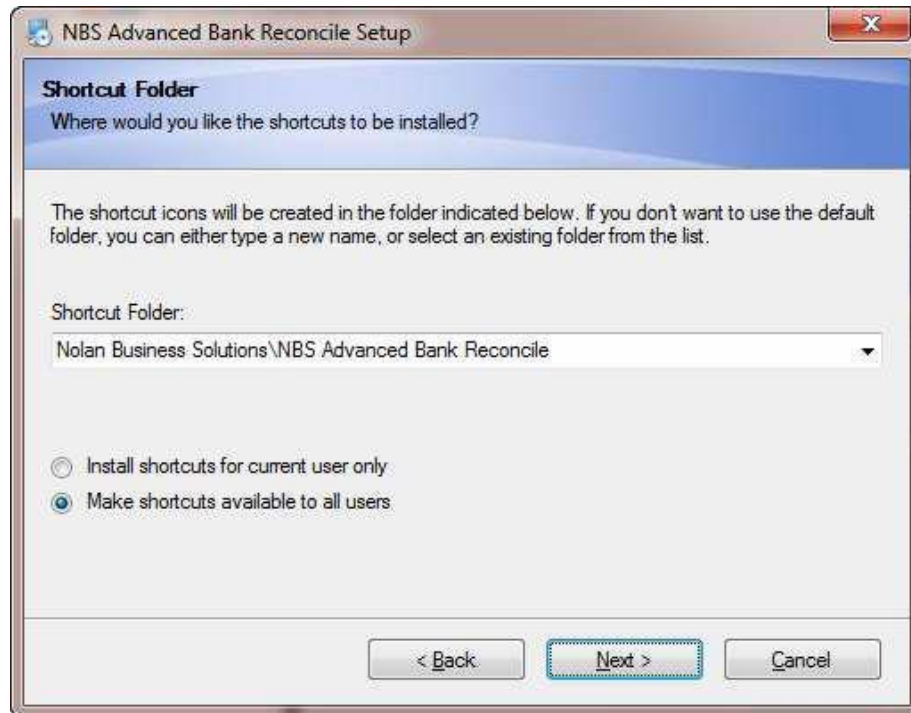 NBS Advanced Bank Reconcile Setup
Shortcut Folder
Where would you like the shortcuts to be installed?
The shortcut icons will be created in the folder indicated below. If you don't want to use the default
folder, you can either type a new name, or select an existing folder from the list.
Shortcut Folder:
Nolan Business Solutions\NBS Advanced Bank Reconcile
Install shortcuts for current user only
Make shortcuts available to all users
< Back
Next >
Cancel